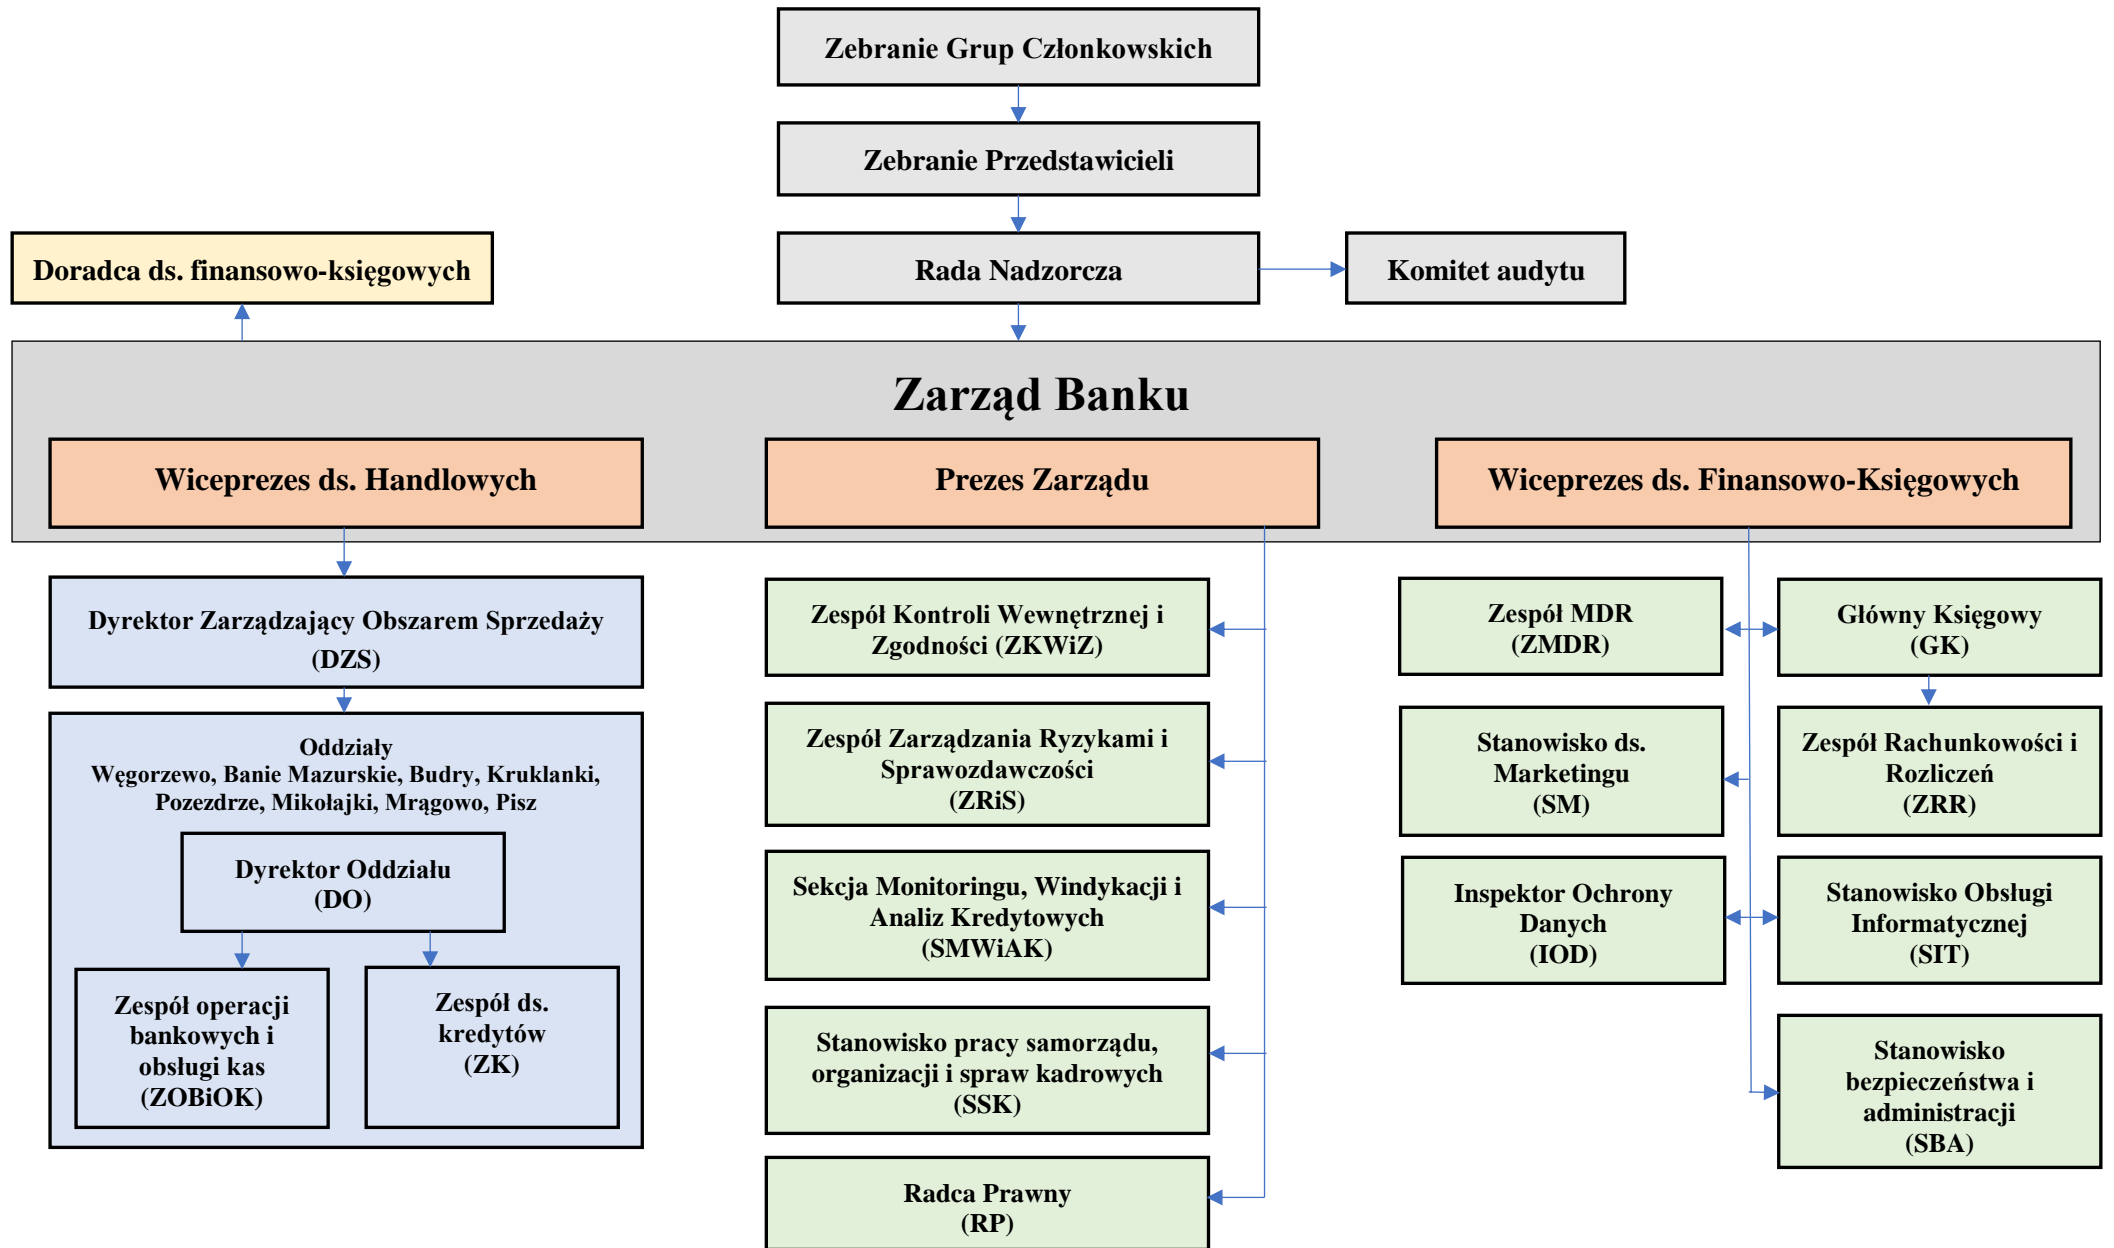 Zebranie Grup Członkowskich
Zebranie Przedstawicieli
Doradca ds. finansowo-księgowych
Rada Nadzorcza
Komitet audytu
Zarząd Banku
Wiceprezes ds. Handlowych
Prezes Zarządu
Wiceprezes ds. Finansowo-Księgowych
Dyrektor Zarządzający Obszarem Sprzedaży
(DZS)
Oddziały
Węgorzewo, Banie Mazurskie, Budry, Kruklanki,
Pozezdrze, Mikołajki, Mrągowo, Pisz
Dyrektor Oddziału
(DO)
Zespół operacji
bankowych i
obsługi kas
(ZOBiOK)
Zespół ds.
kredytów
(ZK)
Zespół Kontroli Wewnętrznej i
Zgodności (ZKWiZ)
Zespół Zarządzania Ryzykami i
Sprawozdawczości
(ZRiS)
Sekcja Monitoringu, Windykacji i
Analiz Kredytowych
(SMWiAK)
Stanowisko pracy samorządu,
organizacji i spraw kadrowych
(SSK)
Radca Prawny
(RP)
Zespół MDR
(ZMDR)
Główny Księgowy
(GK)
Stanowisko ds.
Marketingu
(SM)
Zespół Rachunkowości i
Rozliczeń
(ZRR)
Inspektor Ochrony
Danych
(IOD)
Stanowisko Obsługi
Informatycznej
(SIT)
Stanowisko
bezpieczeństwa i
administracji
(SBA)